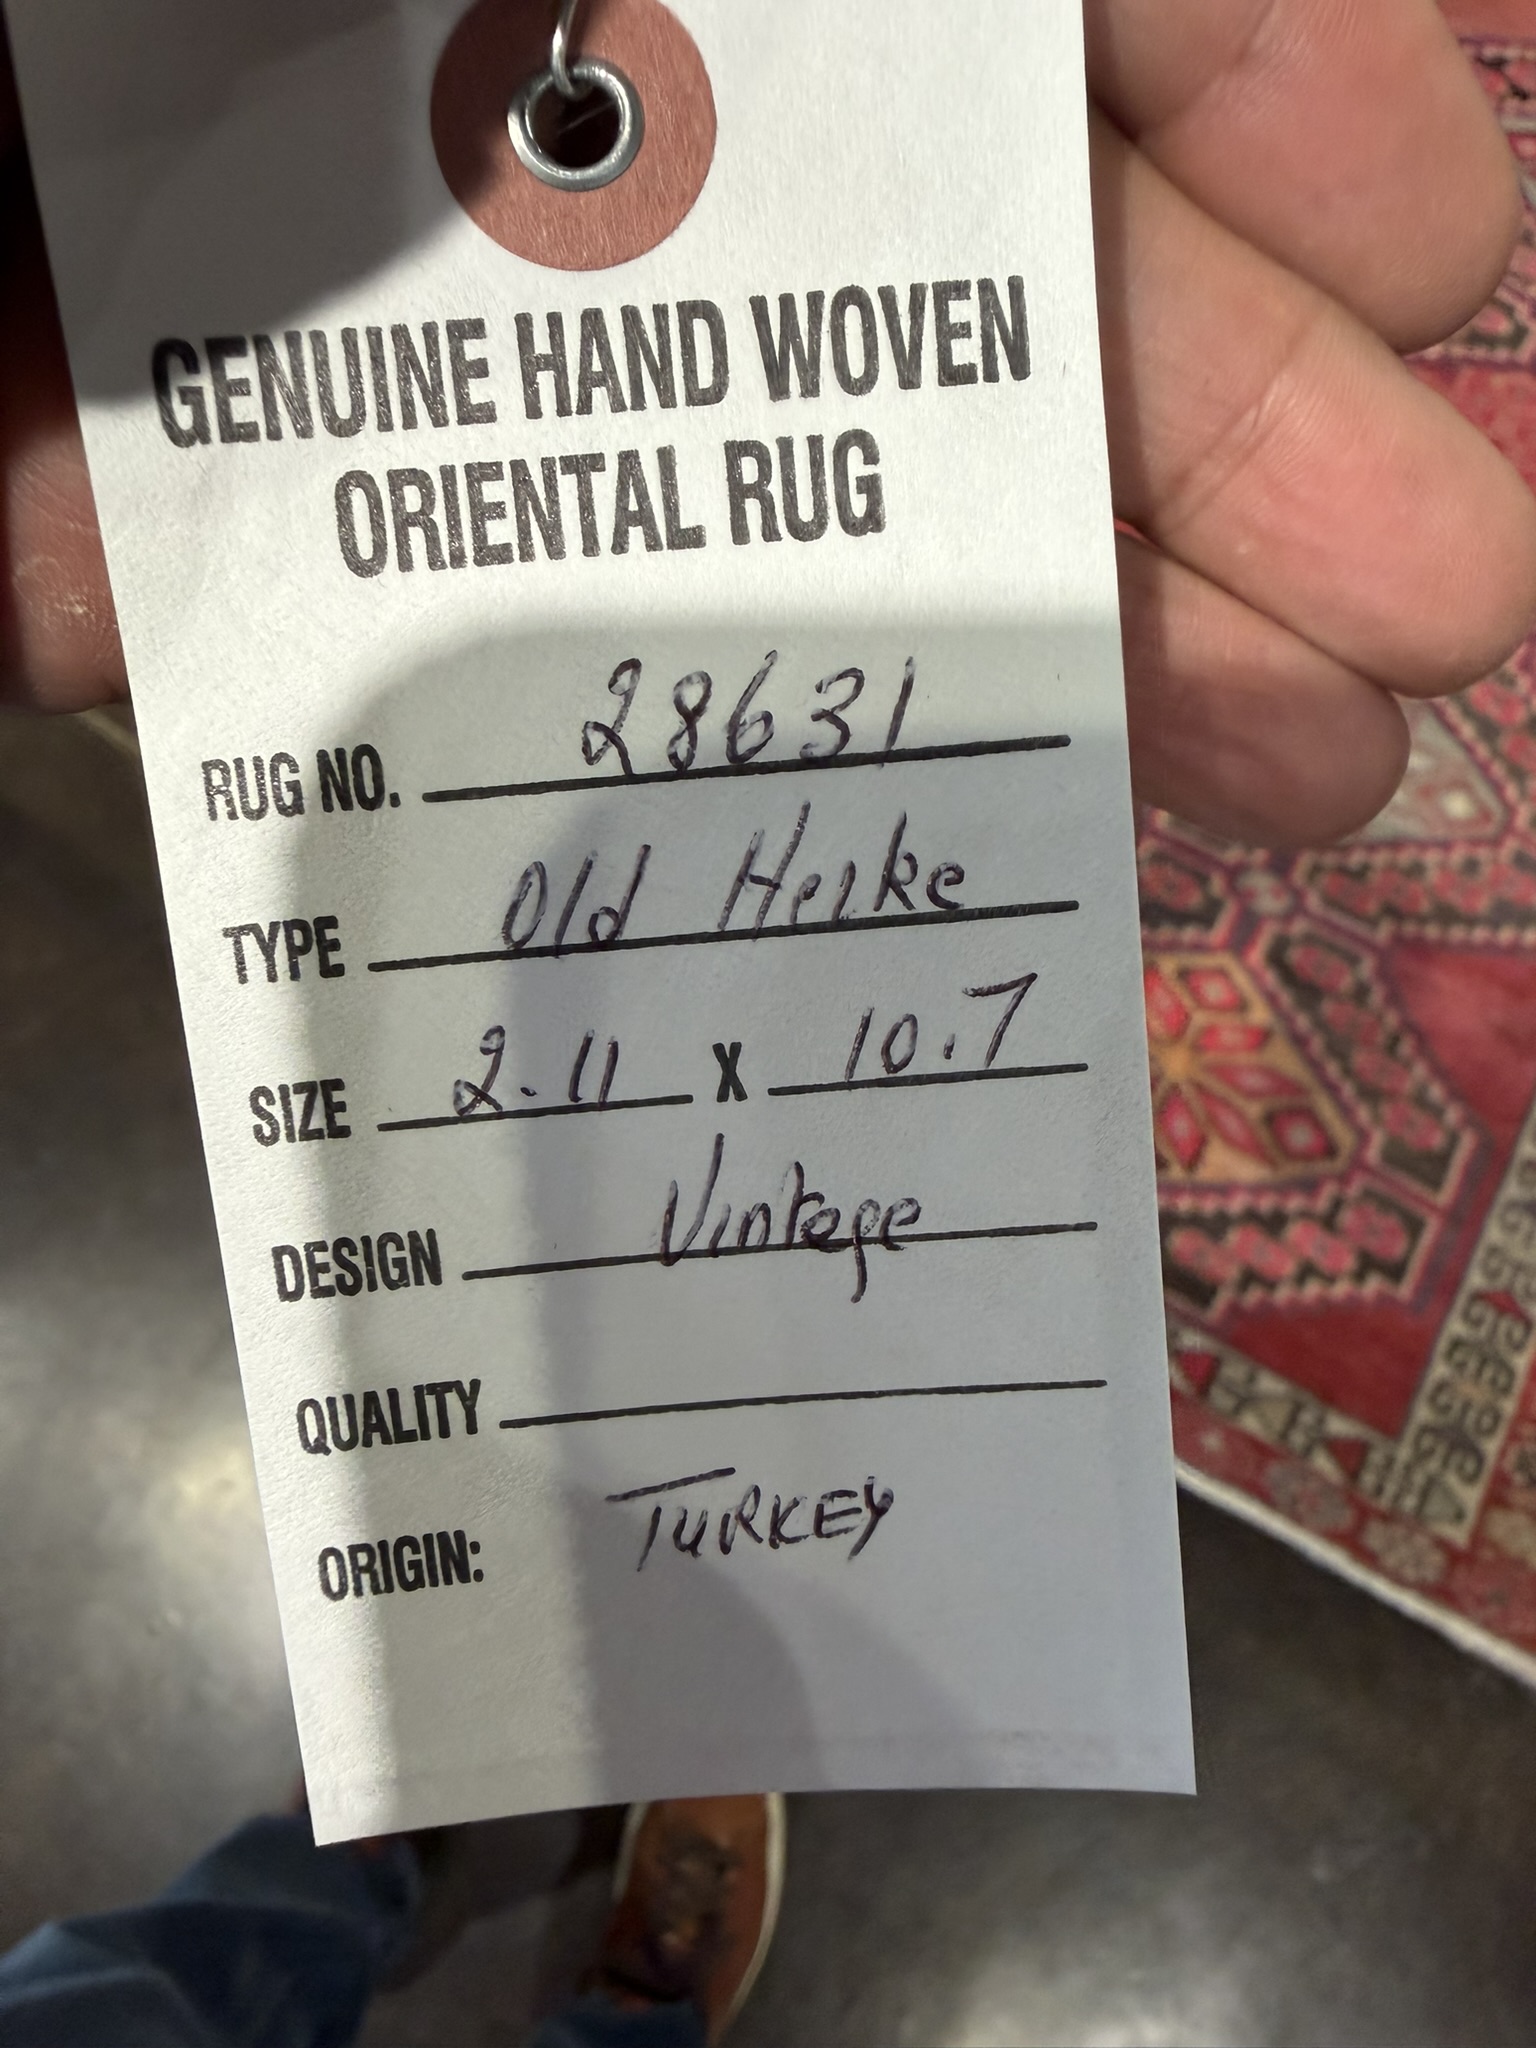 GENUINE HAND WOVEN
ORIENTAL RUG
RUG NO. 28631
TYPE Old Herke
SIZE 2.11 X 10.7
DESIGN Vintage
QUALITY
ORIGIN: TURKEY